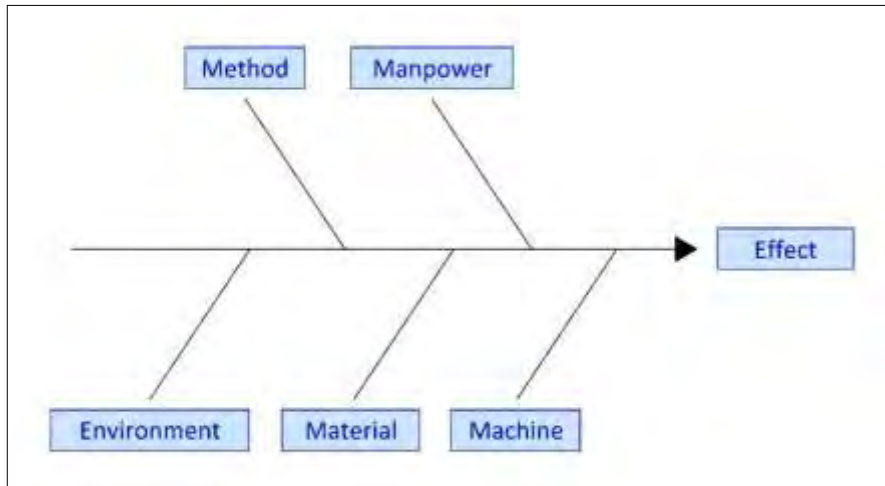 Method
Manpower
Effect
Environment
Material
Machine